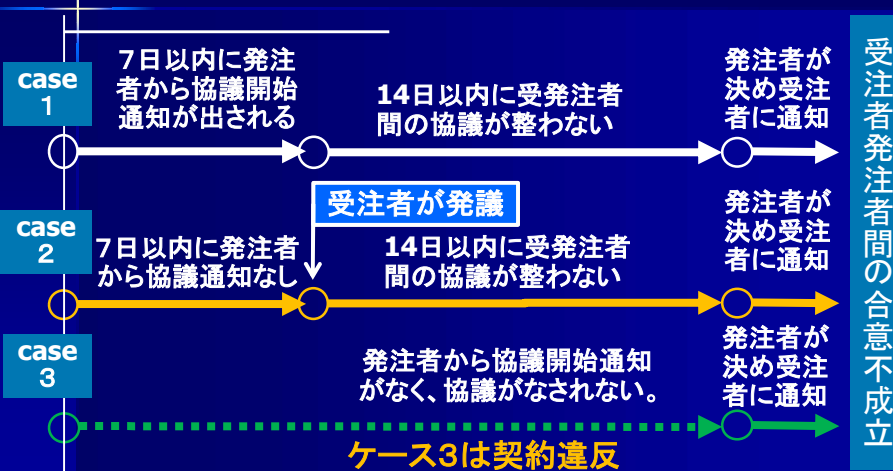 case
1
7日以内に発注
者から協議開始
通知が出される
14日以内に受発注者
間の協議が整わない
発注者が
決め受注
者に通知
case
2
7日以内に発注者
から協議通知なし
受注者が発議
14日以内に受発注者
間の協議が整わない
発注者が
決め受注
者に通知
case
3
発注者から協議開始通知
がなく、協議がなされない。
発注者が
決め受注
者に通知
ケース3は契約違反
受注者発注者間の合意不成立